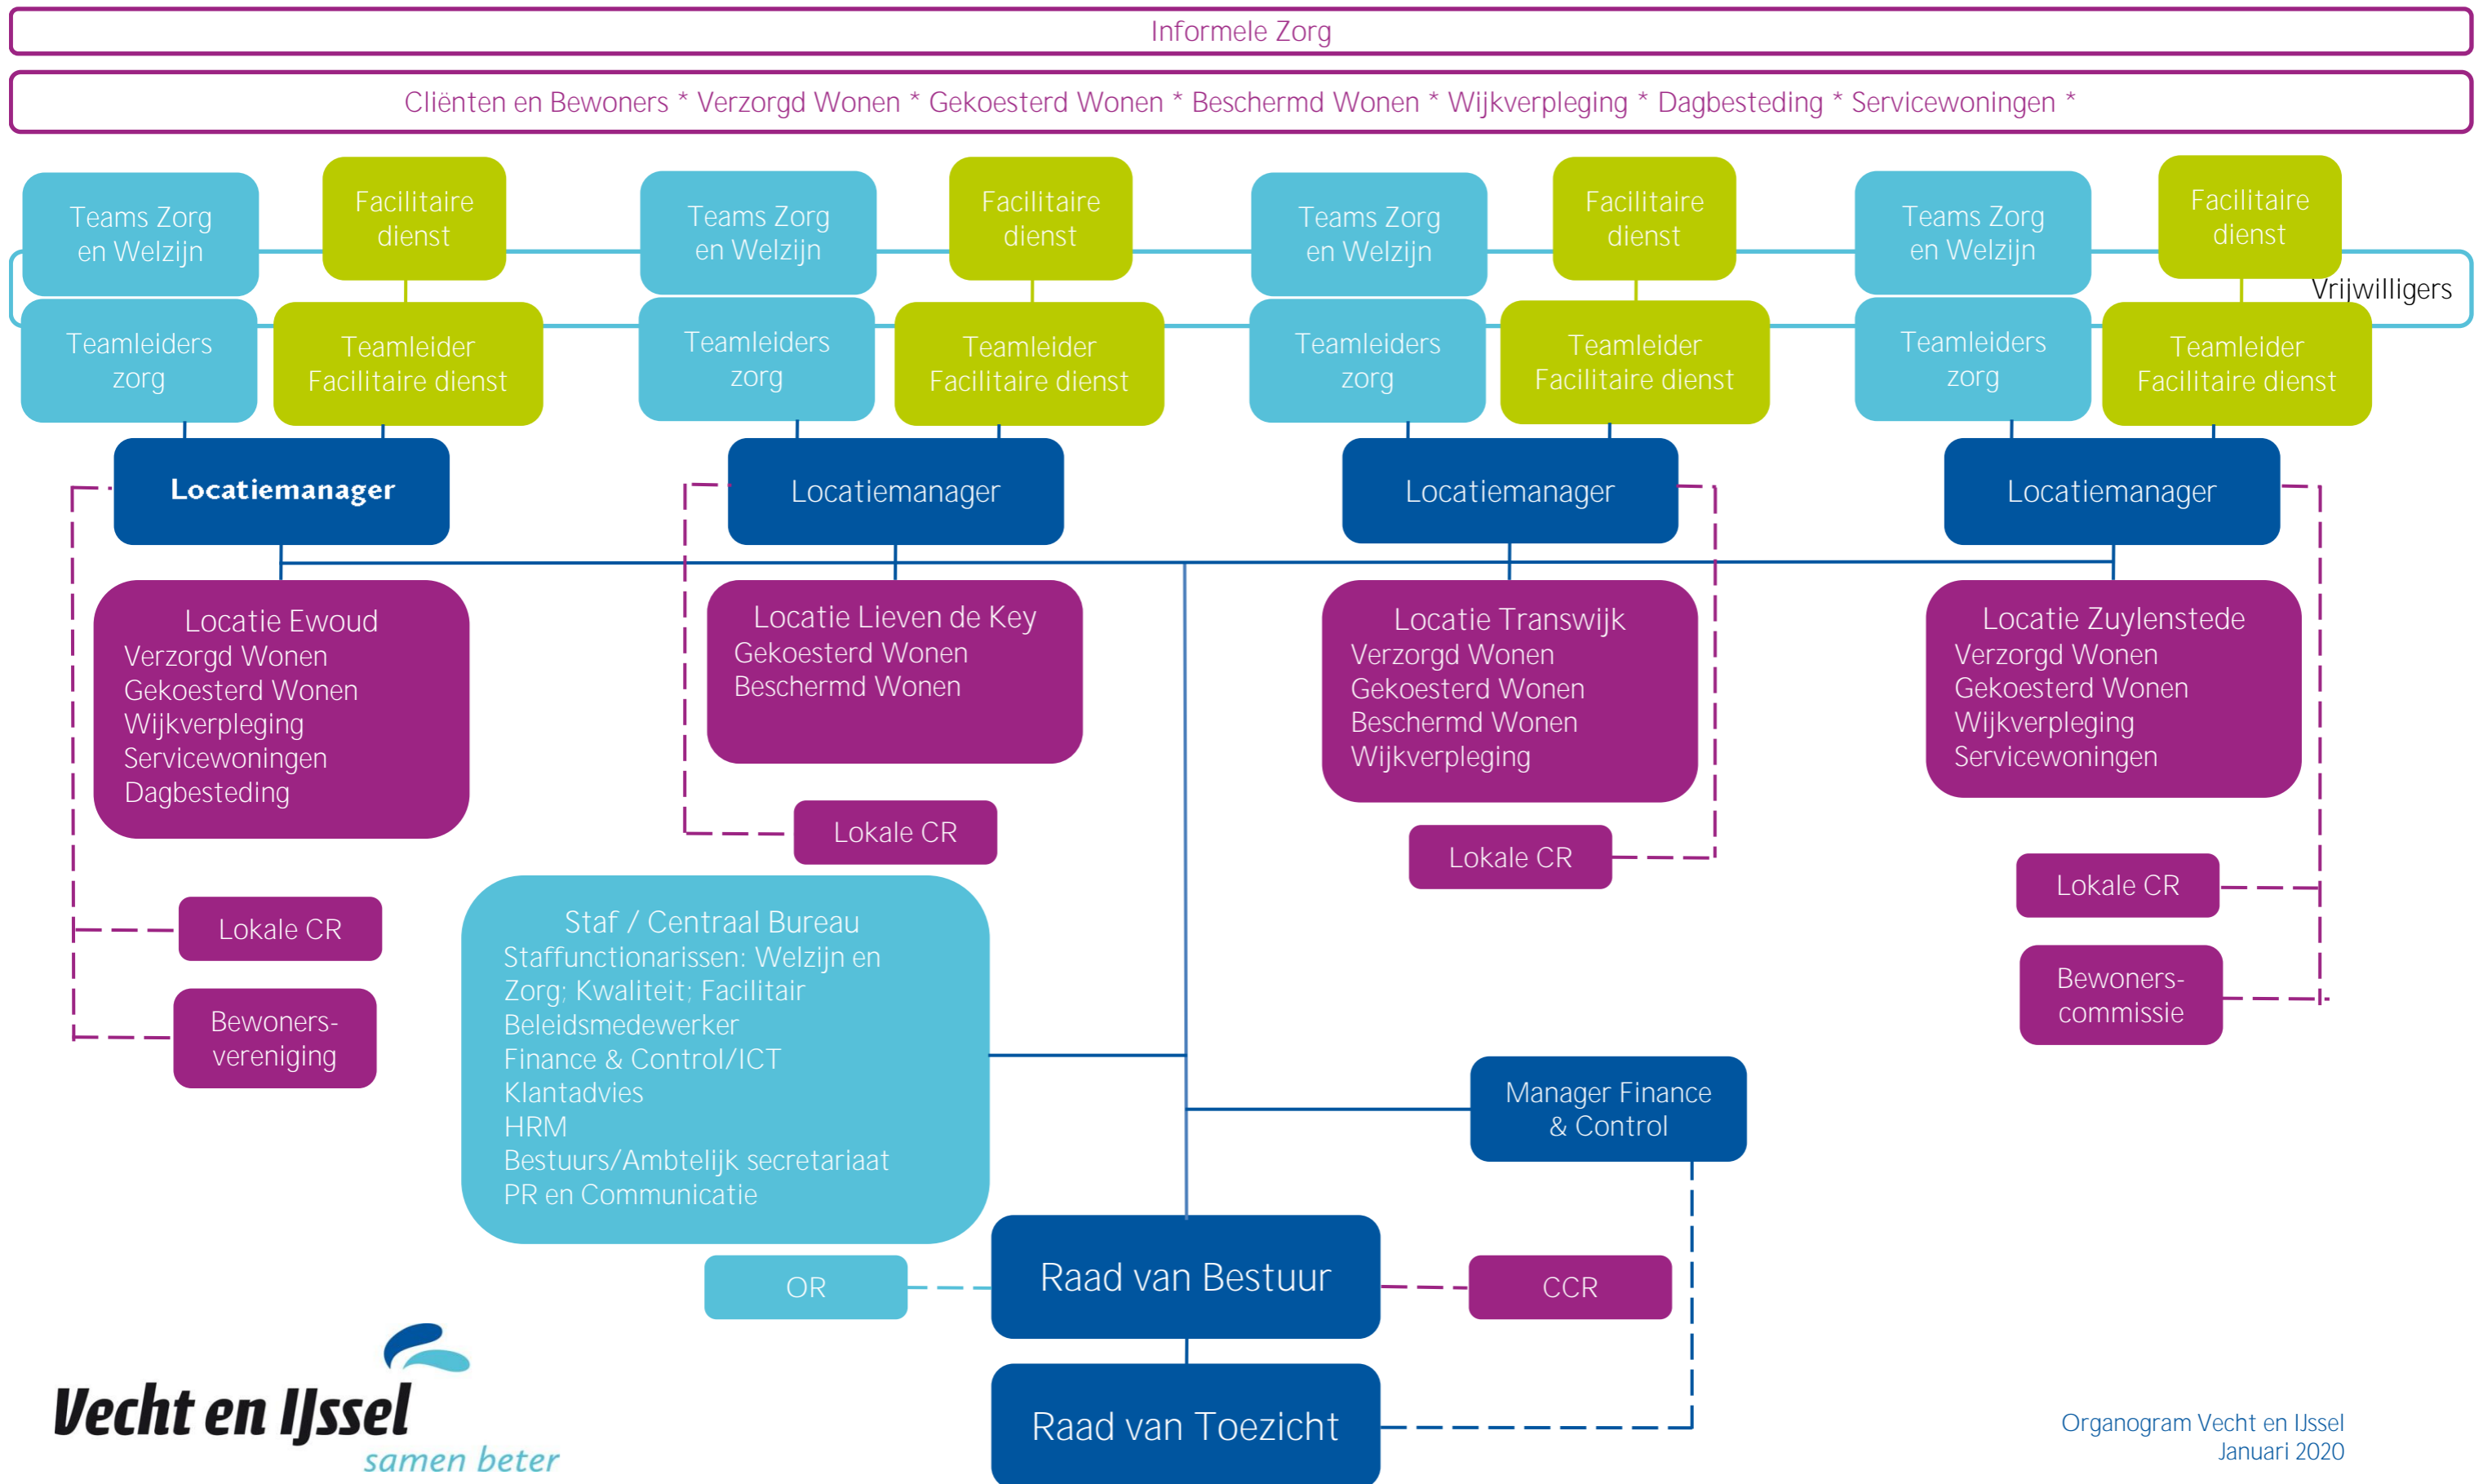 Informele Zorg
Cliënten en Bewoners * Verzorgd Wonen * Gekoesterd Wonen * Beschermd Wonen * Wijkverpleging * Dagbesteding * Servicewoningen *
Teams Zorg
en Welzijn
Facilitaire
dienst
Teams Zorg
en Welzijn
Facilitaire
dienst
Teams Zorg
en Welzijn
Facilitaire
dienst
Teams Zorg
en Welzijn
Facilitaire
dienst
Vrijwilligers
Teamleiders
zorg
Teamleider
Facilitaire dienst
Teamleiders
zorg
Teamleider
Facilitaire dienst
Teamleiders
zorg
Teamleider
Facilitaire dienst
Teamleiders
zorg
Teamleider
Facilitaire dienst
Locatiemanager
Locatiemanager
Locatiemanager
Locatiemanager
Locatie Ewoud
Verzorgd Wonen
Gekoesterd Wonen
Wijkverpleging
Servicewoningen
Dagbesteding
Locatie Lieven de Key
Gekoesterd Wonen
Beschermd Wonen
Locatie Transwijk
Verzorgd Wonen
Gekoesterd Wonen
Beschermd Wonen
Wijkverpleging
Locatie Zuylenstede
Verzorgd Wonen
Gekoesterd Wonen
Wijkverpleging
Servicewoningen
Lokale CR
Lokale CR
Lokale CR
Lokale CR
Bewoners-
vereniging
Bewoners-
commissie
Staf / Centraal Bureau
Staffunctionarissen: Welzijn en
Zorg; Kwaliteit; Facilitair
Beleidsmedewerker
Finance & Control/ICT
Klantadvies
HRM
Bestuurs/Ambtelijk secretariaat
PR en Communicatie
Manager Finance
& Control
OR
Raad van Bestuur
CCR
Raad van Toezicht
Vecht en IJssel
samen beter
Organogram Vecht en IJssel
Januari 2020